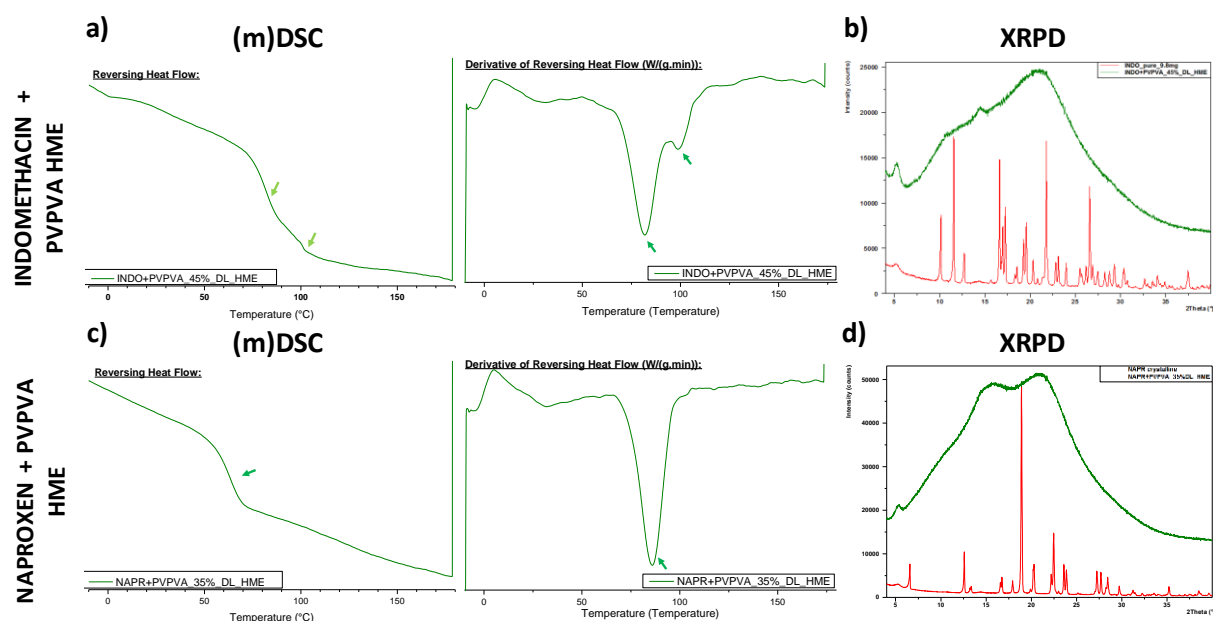 a)
(m)DSC
XRPD
INDOMETHACIN +
PVPVA HME
Reversing Heat Flow:
INDO+PVPVA_45%_DL_HME
0
50
100
150
Temperature (°C)
Derivative of Reversing Heat Flow (W/(g.min)):
INDO+PVPVA_45%_DL_HME
0
50
100
150
Temperature (Temperature)
b)
Intensity (counts)
25000
20000
15000
10000
5000
0
INDO_pure_9.8mg
INDO+PVPVA_45%_DL_HME
5
10
15
20
25
30
35
2Theta (°
c)
(m)DSC
XRPD
NAPROXEN + PVPVA
HME
Reversing Heat Flow:
NAPR+PVPVA_35%_DL_HME
0
50
100
150
Temperature (°C)
Derivative of Reversing Heat Flow (W/(g.min)):
NAPR+PVPVA_35%_DL_HME
0
50
100
150
Temperature (Temperature)
d)
Intensity (counts)
50000
40000
30000
20000
10000
0
NAPR crystalline
NAPR+PVPVA_35%DL_HME
5
10
15
20
25
30
35
2Theta (°